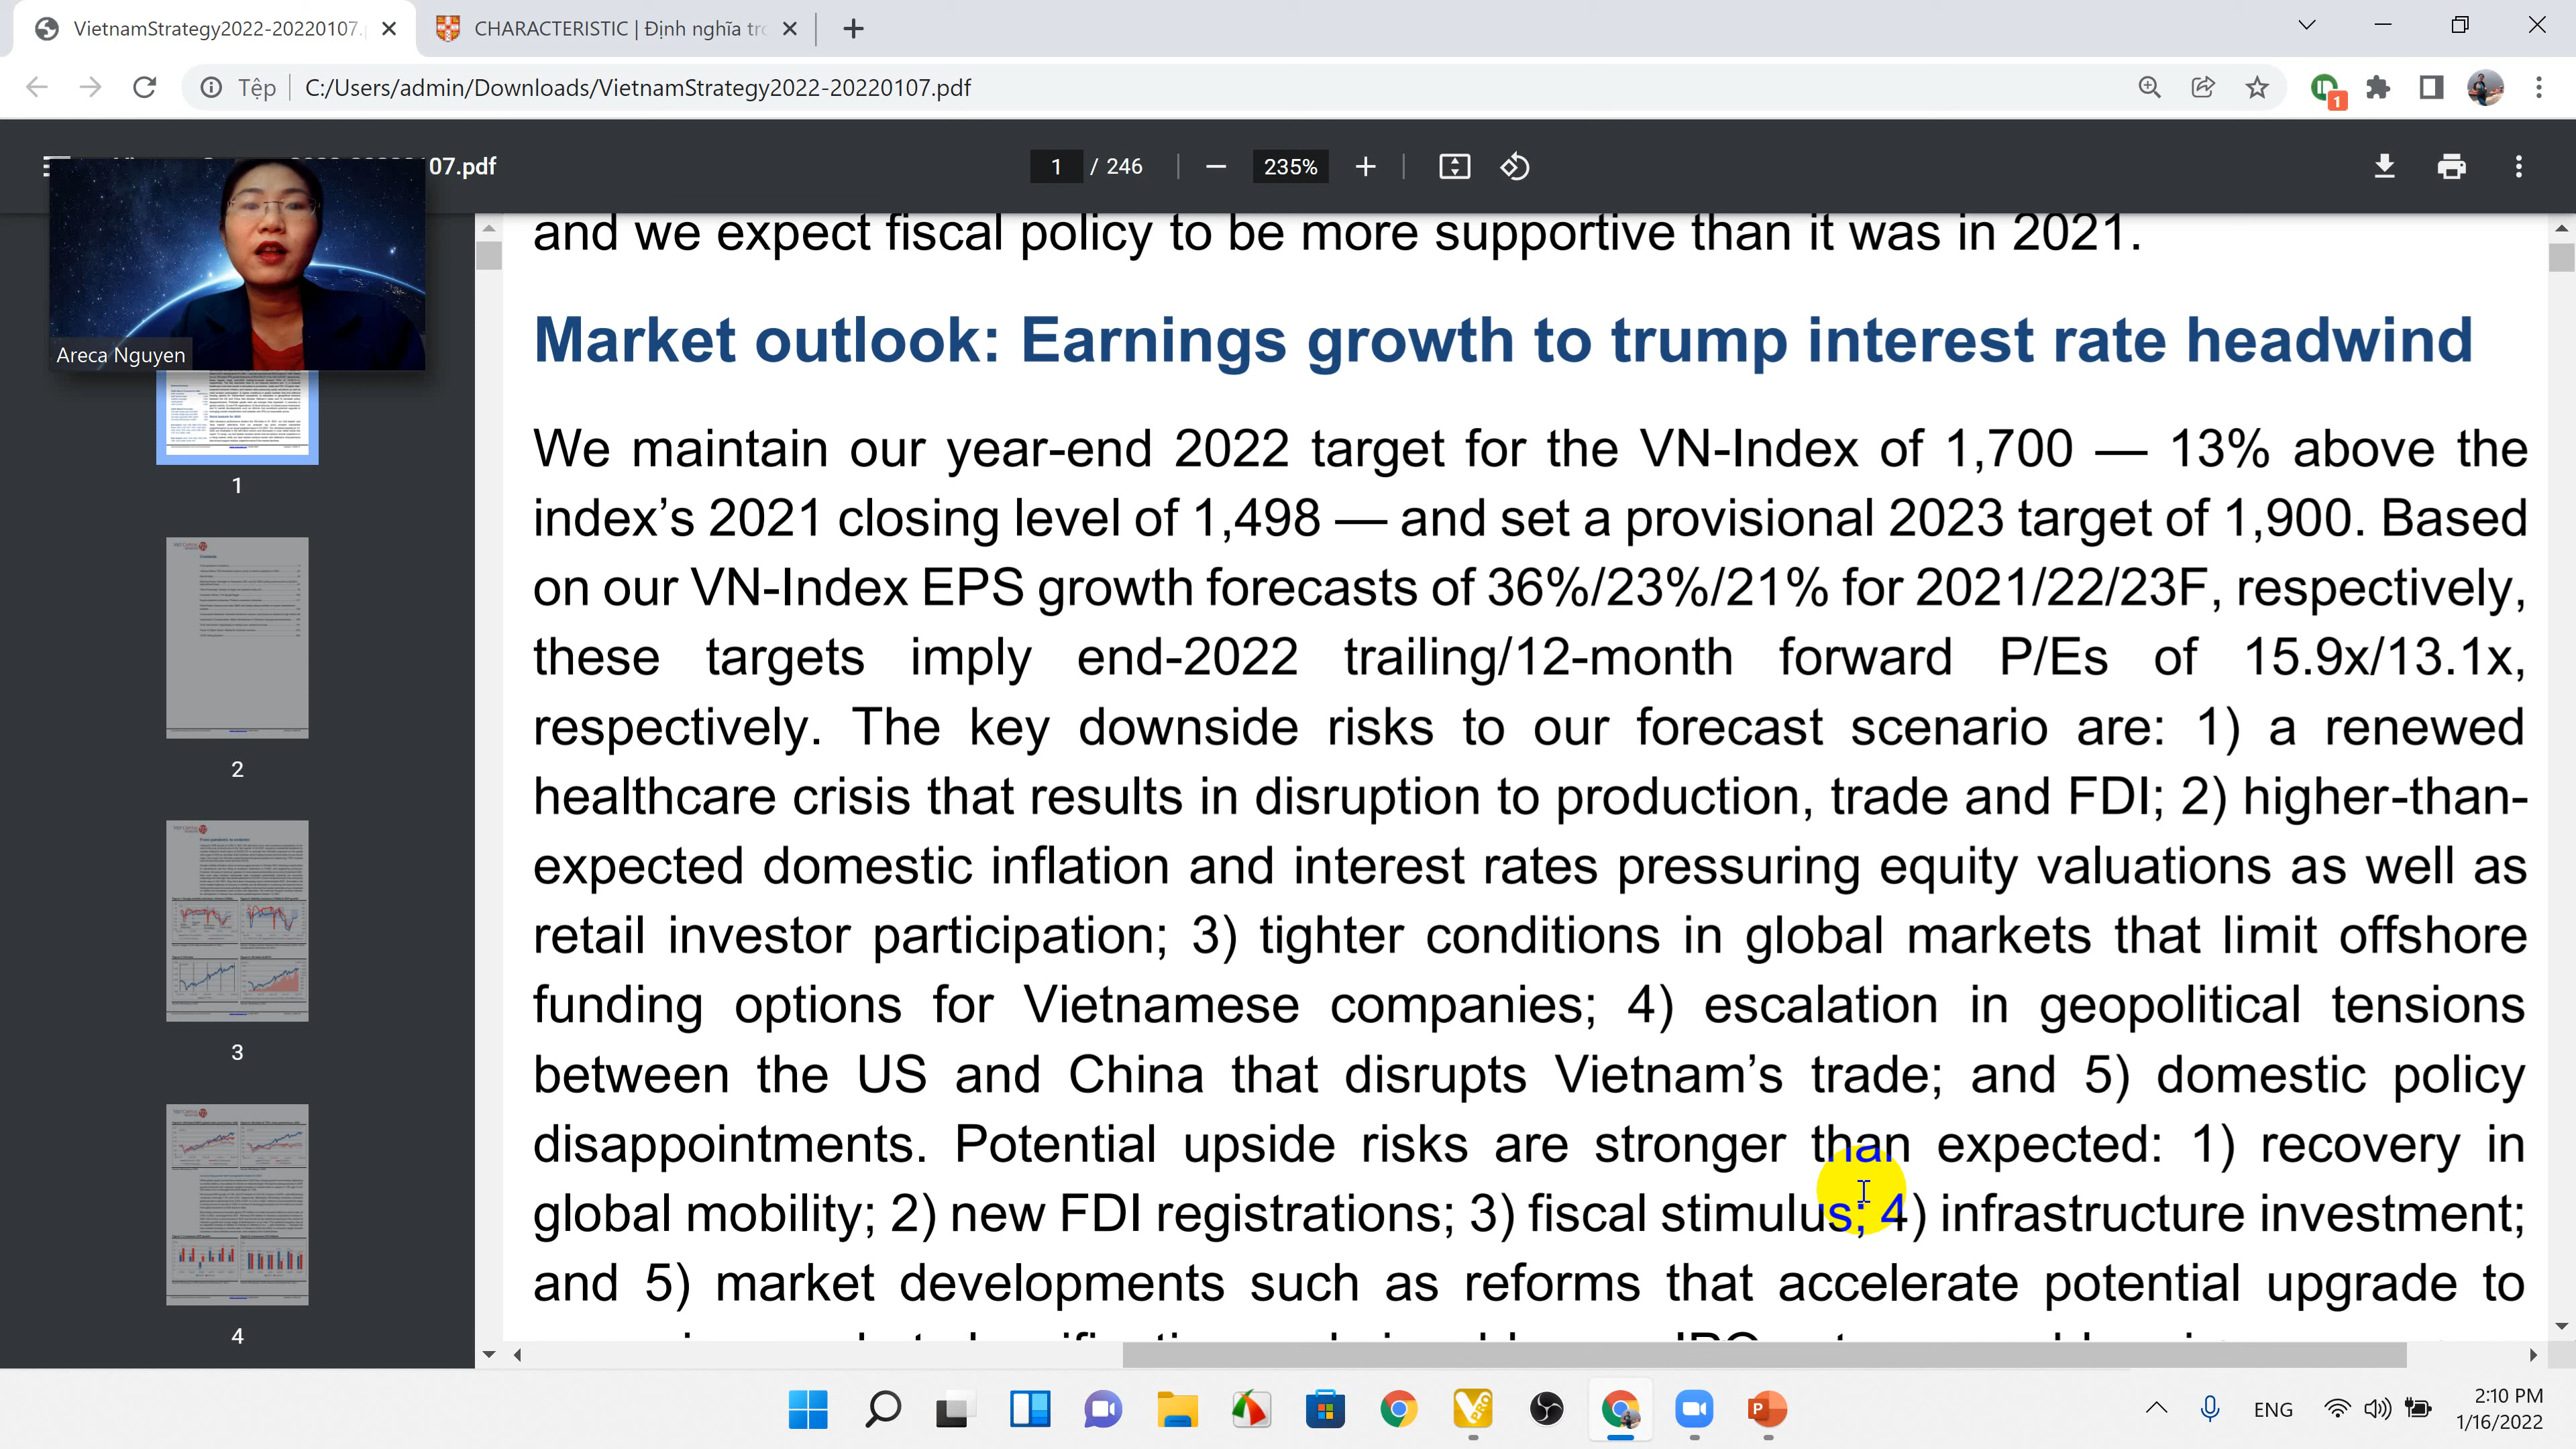 VietnamStrategy2022-20220107.p
CHARACTERISTIC | Định nghĩa tro
Tệp
C:/Users/admin/Downloads/VietnamStrategy2022-20220107.pdf
1
07.pdf
1 / 246
235%
Areca Nguyen
1
2
3
4
and we expect fiscal policy to be more supportive than it was in 2021.
Market outlook: Earnings growth to trump interest rate headwind
We maintain our year-end 2022 target for the VN-Index of 1,700 — 13% above the
index’s 2021 closing level of 1,498 — and set a provisional 2023 target of 1,900. Based
on our VN-Index EPS growth forecasts of 36%/23%/21% for 2021/22/23F, respectively,
these targets imply end-2022 trailing/12-month forward P/Es of 15.9x/13.1x,
respectively. The key downside risks to our forecast scenario are: 1) a renewed
healthcare crisis that results in disruption to production, trade and FDI; 2) higher-than-
expected domestic inflation and interest rates pressuring equity valuations as well as
retail investor participation; 3) tighter conditions in global markets that limit offshore
funding options for Vietnamese companies; 4) escalation in geopolitical tensions
between the US and China that disrupts Vietnam’s trade; and 5) domestic policy
disappointments. Potential upside risks are stronger than expected: 1) recovery in
global mobility; 2) new FDI registrations; 3) fiscal stimulus; 4) infrastructure investment;
and 5) market developments such as reforms that accelerate potential upgrade to
ENG
2:10 PM
1/16/2022